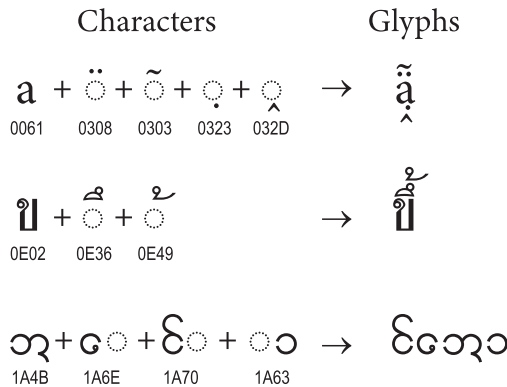 Characters Glyphs
a + ◌̈ + ◌̃ + ◌̣ + ◌̭ → ạ̭̈̃
0061 0308 0303 0323 032D
ข + ◌ึ + ◌้ → ขึ้
0E02 0E36 0E49
ᩋ + ◌ᩮ + ◌ᩰ + ◌ᩣ → ᩋᩮᩰᩣ
1A4B 1A6E 1A70 1A63